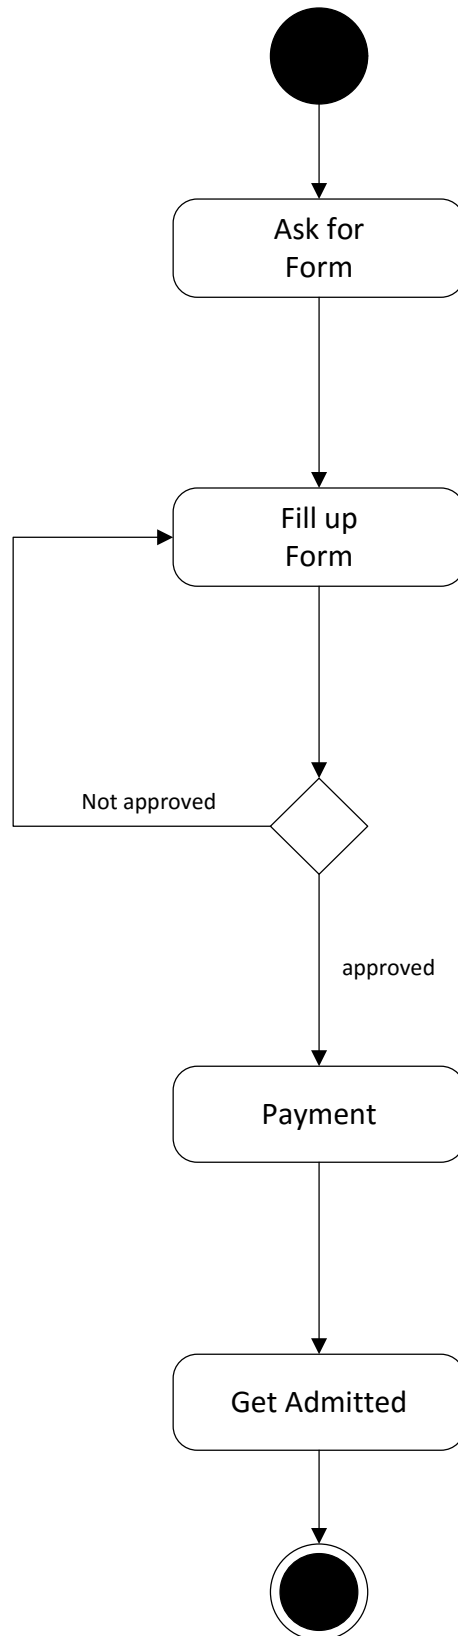 Ask for
Form
Fill up
Form
Not approved
approved
Payment
Get Admitted